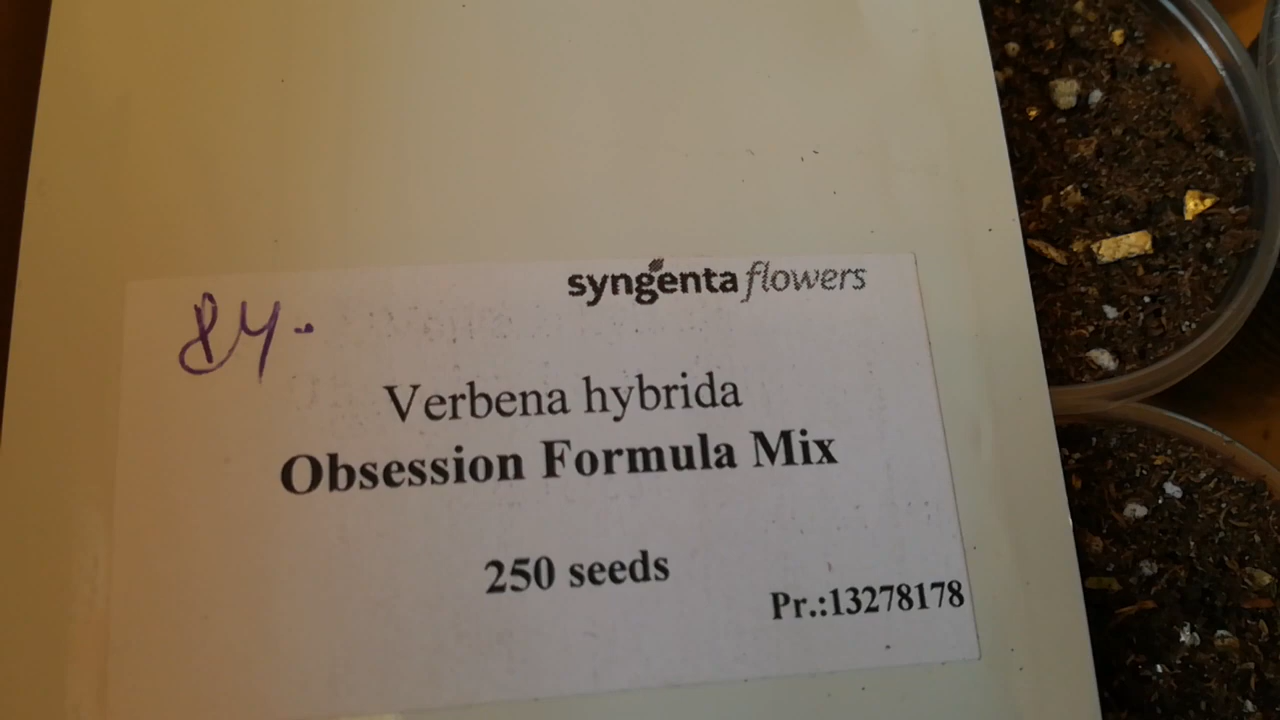 syngenta flowers
84.
Verbena hybrida
Obsession Formula Mix
250 seeds
Pr.:13278178